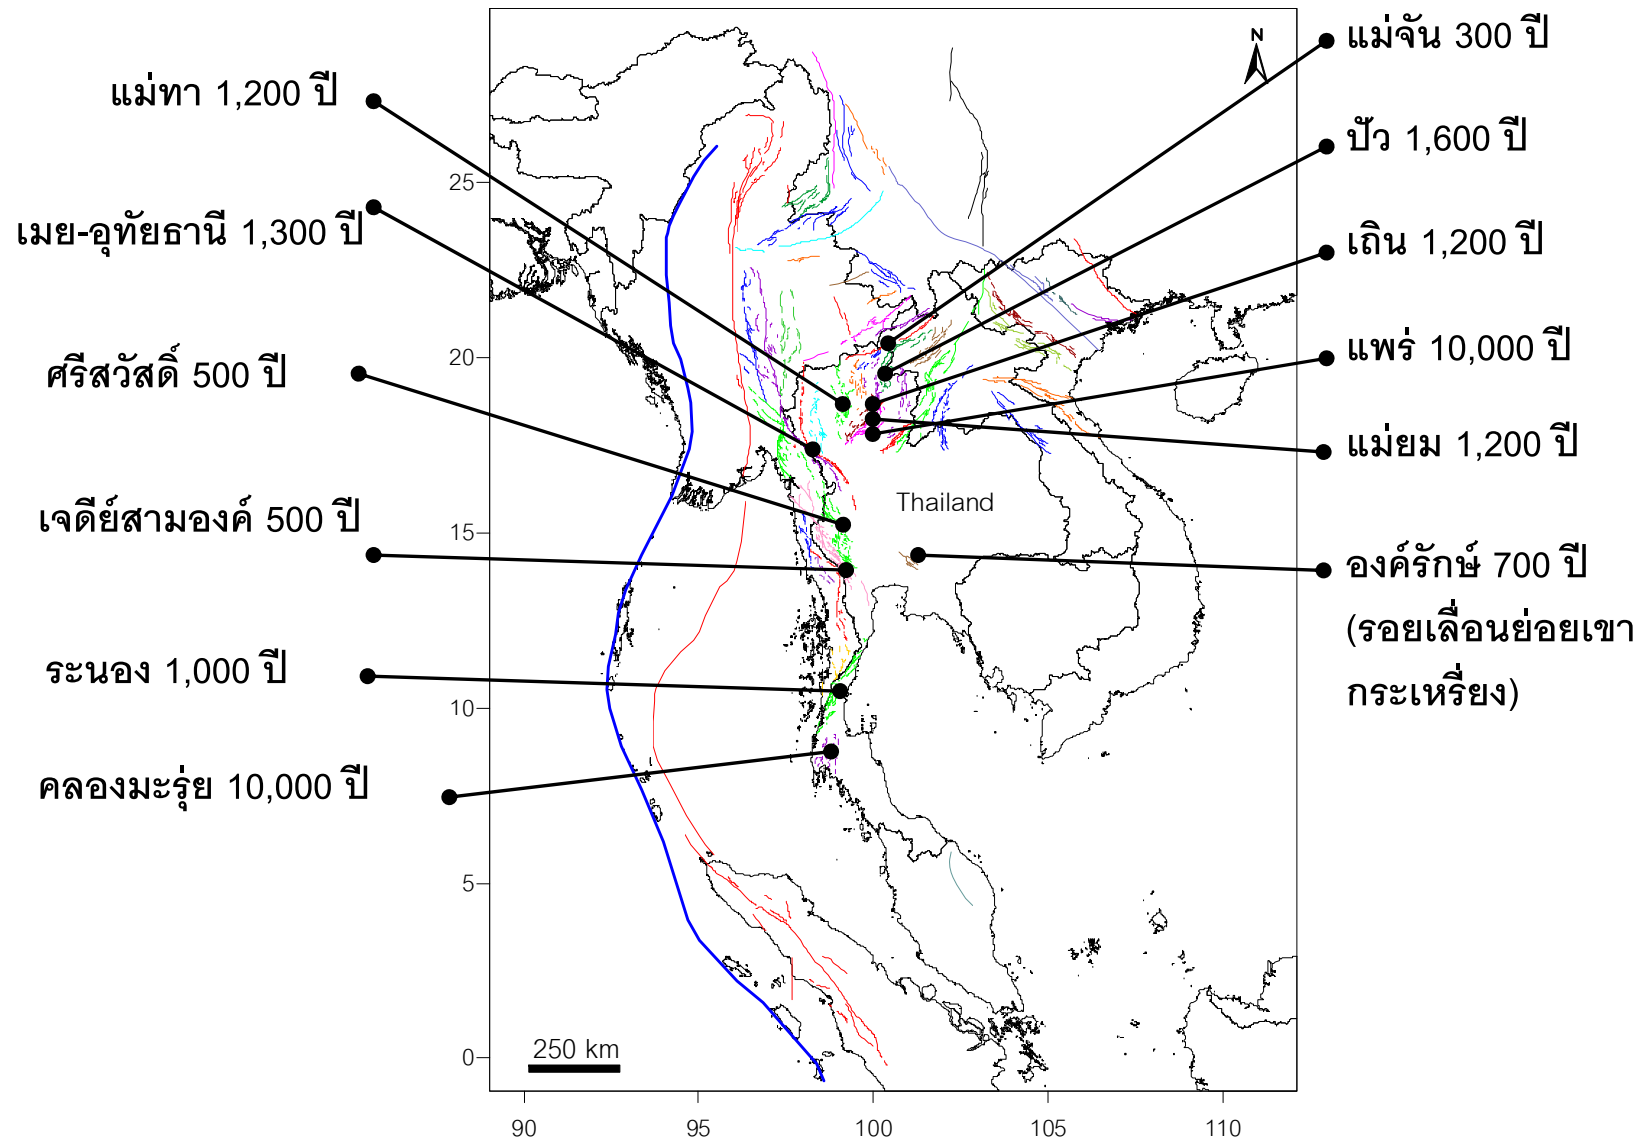 แม่ทา 1,200 ปี
เมย-อุทัยธานี 1,300 ปี
ศรีสวัสดิ์ 500 ปี
เจดีย์สามองค์ 500 ปี
ระนอง 1,000 ปี
คลองมะรุ่ย 10,000 ปี
N
Thailand
250 km
25
20
15
10
5
0
90
95
100
105
110
แม่จัน 300 ปี
ปัว 1,600 ปี
เถิน 1,200 ปี
แพร่ 10,000 ปี
แม่ยม 1,200 ปี
องค์รักษ์ 700 ปี
(รอยเลื่อนย่อยเขา
กระเหรี่ยง)